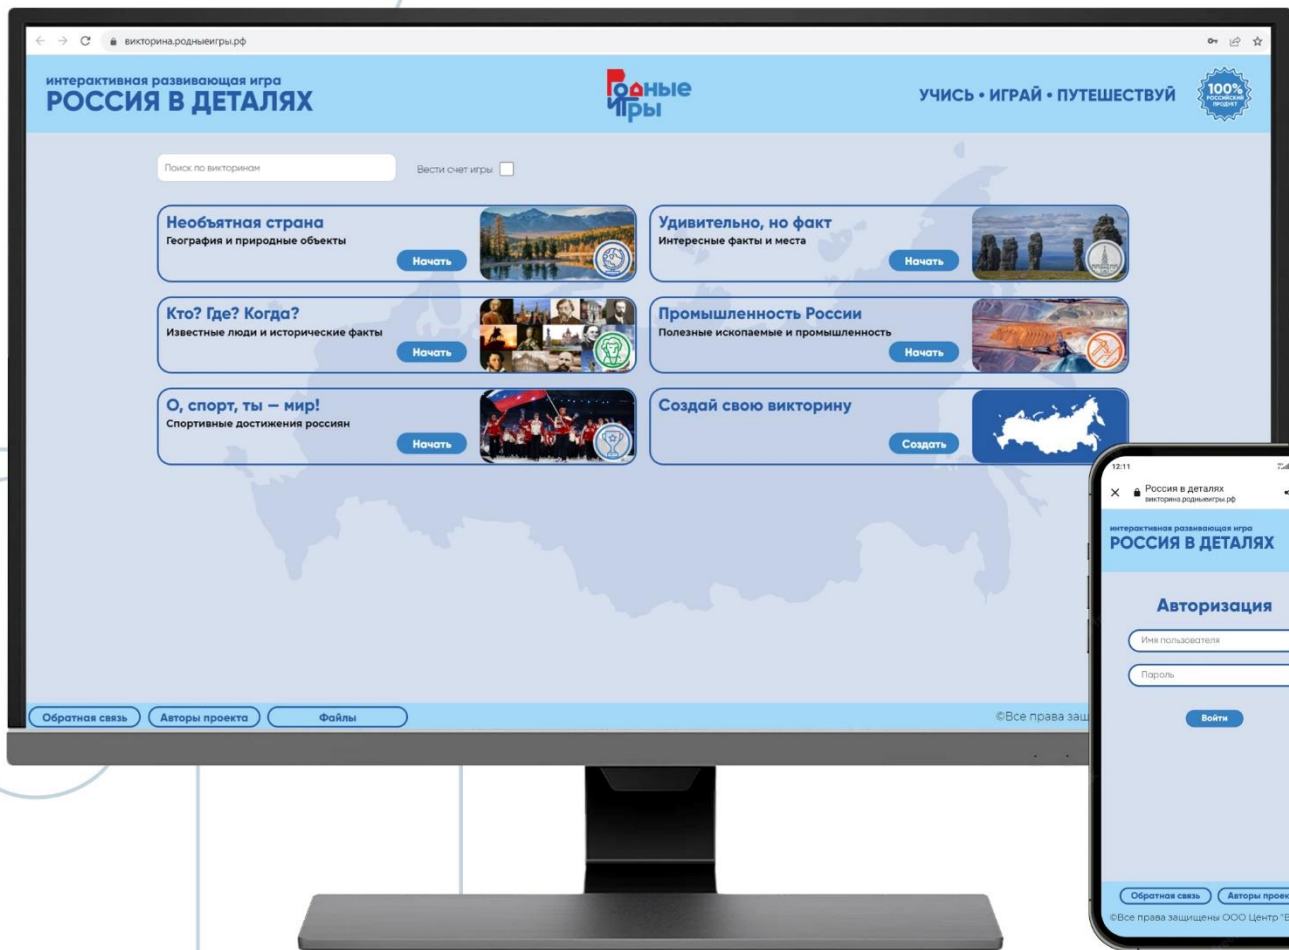 викторина.родныеигры.рф
интерактивная развивающая игра
РОССИЯ В ДЕТАЛЯХ
Родные
Игры
УЧИСЬ • ИГРАЙ • ПУТЕШЕСТВУЙ
100%
РОССИЙСКИЙ
ПРОДУКТ
Поиск по викторинам
Вести счет игры
Необъятная страна
География и природные объекты
Начать
Удивительно, но факт
Интересные факты и места
Начать
Кто? Где? Когда?
Известные люди и исторические факты
Начать
Промышленность России
Полезные ископаемые и промышленность
Начать
О, спорт, ты — мир!
Спортивные достижения россиян
Начать
Создай свою викторину
Создать
Обратная связь
Авторы проекта
Файлы
©Все права защ
12:11
Россия в деталях
викторина.родныеигры.рф
интерактивная развивающая игра
РОССИЯ В ДЕТАЛЯХ
Авторизация
Имя пользователя
Пароль
Войти
Обратная связь
Авторы проек
©Все права защищены ООО Центр "В